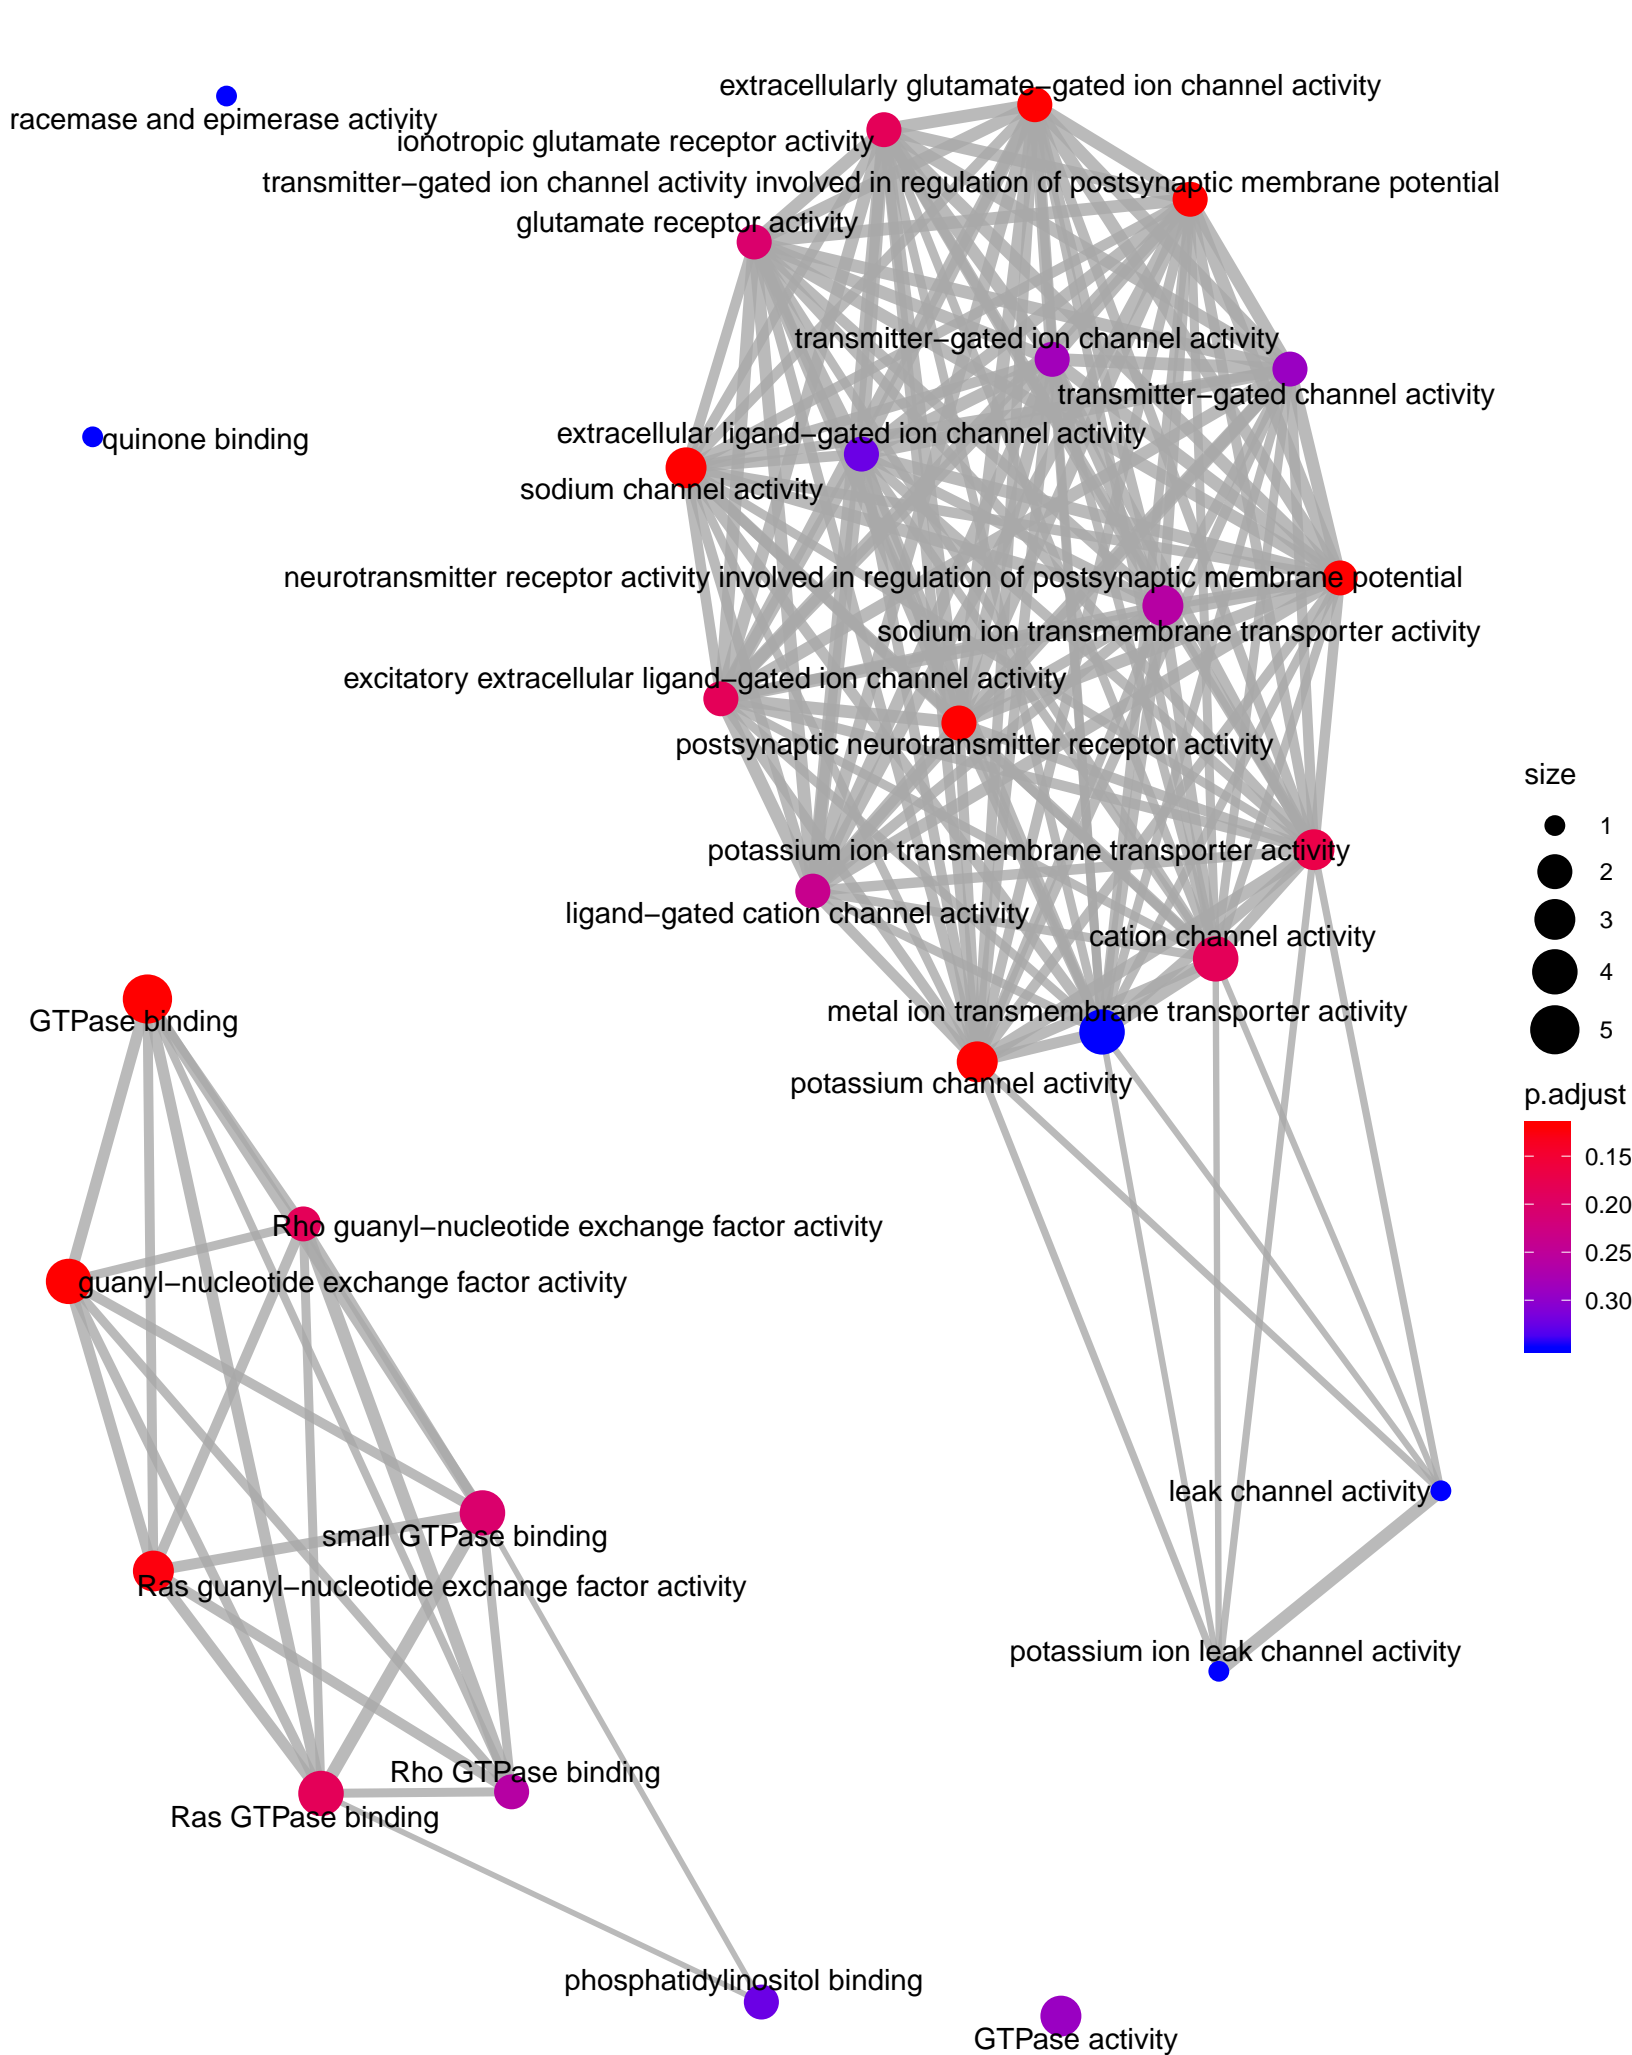 extracellularly glutamate−gated ion channel activity
racemase and epimerase activity
ionotropic glutamate receptor activity
transmitter−gated ion channel activity involved in regulation of postsynaptic membrane potential
glutamate receptor activity
transmitter−gated ion channel activity
transmitter−gated channel activity
extracellular ligand−gated ion channel activity
quinone binding
sodium channel activity
neurotransmitter receptor activity involved in regulation of postsynaptic membrane potential
sodium ion transmembrane transporter activity
excitatory extracellular ligand−gated ion channel activity
postsynaptic neurotransmitter receptor activity
potassium ion transmembrane transporter activity
ligand−gated cation channel activity
cation channel activity
metal ion transmembrane transporter activity
potassium channel activity
GTPase binding
Rho guanyl−nucleotide exchange factor activity
guanyl−nucleotide exchange factor activity
leak channel activity
small GTPase binding
Ras guanyl−nucleotide exchange factor activity
potassium ion leak channel activity
Rho GTPase binding
Ras GTPase binding
phosphatidylinositol binding
GTPase activity
size
1
2
3
4
5
p.adjust
0.15
0.20
0.25
0.30